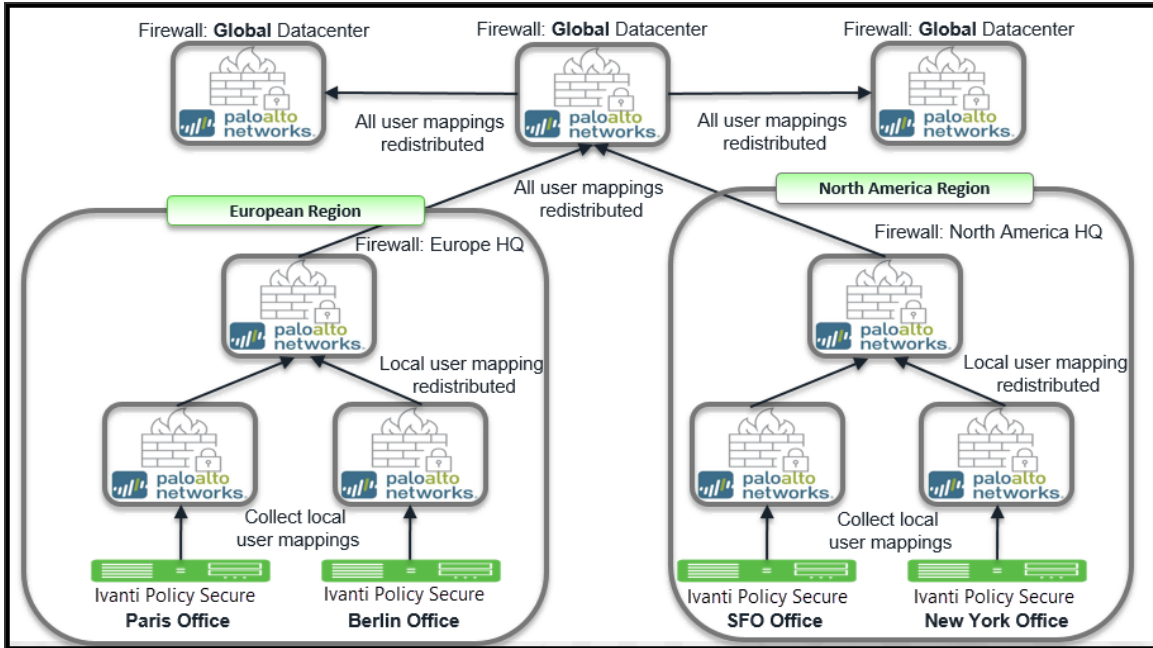 Firewall: Global Datacenter
Firewall: Global Datacenter
Firewall: Global Datacenter
paloalto
networks.
paloalto
networks.
paloalto
networks.
All user mappings
redistributed
All user mappings
redistributed
All user mappings
redistributed
European Region
North America Region
Firewall: Europe HQ
Firewall: North America HQ
paloalto
networks.
paloalto
networks.
Local user mapping
redistributed
Local user mapping
redistributed
paloalto
networks.
paloalto
networks.
paloalto
networks.
paloalto
networks.
Collect local
user mappings
Collect local
user mappings
Ivanti Policy Secure
Paris Office
Ivanti Policy Secure
Berlin Office
Ivanti Policy Secure
SFO Office
Ivanti Policy Secure
New York Office